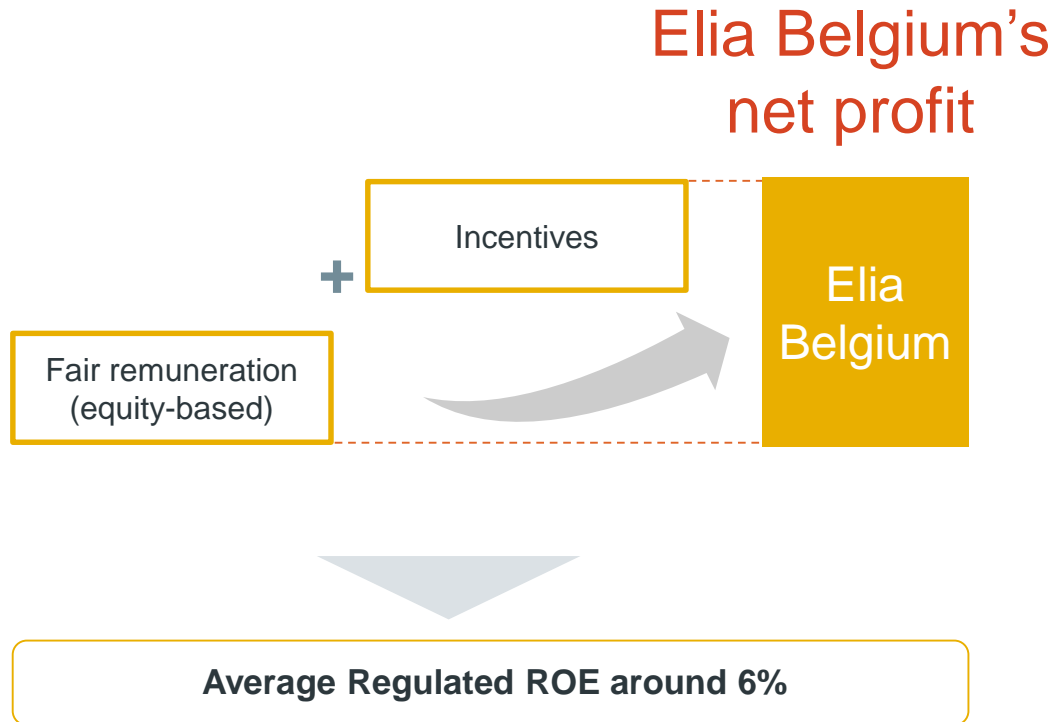 Elia Belgium’s
net profit
Incentives
+
Elia
Belgium
Fair remuneration
(equity-based)
Average Regulated ROE around 6%